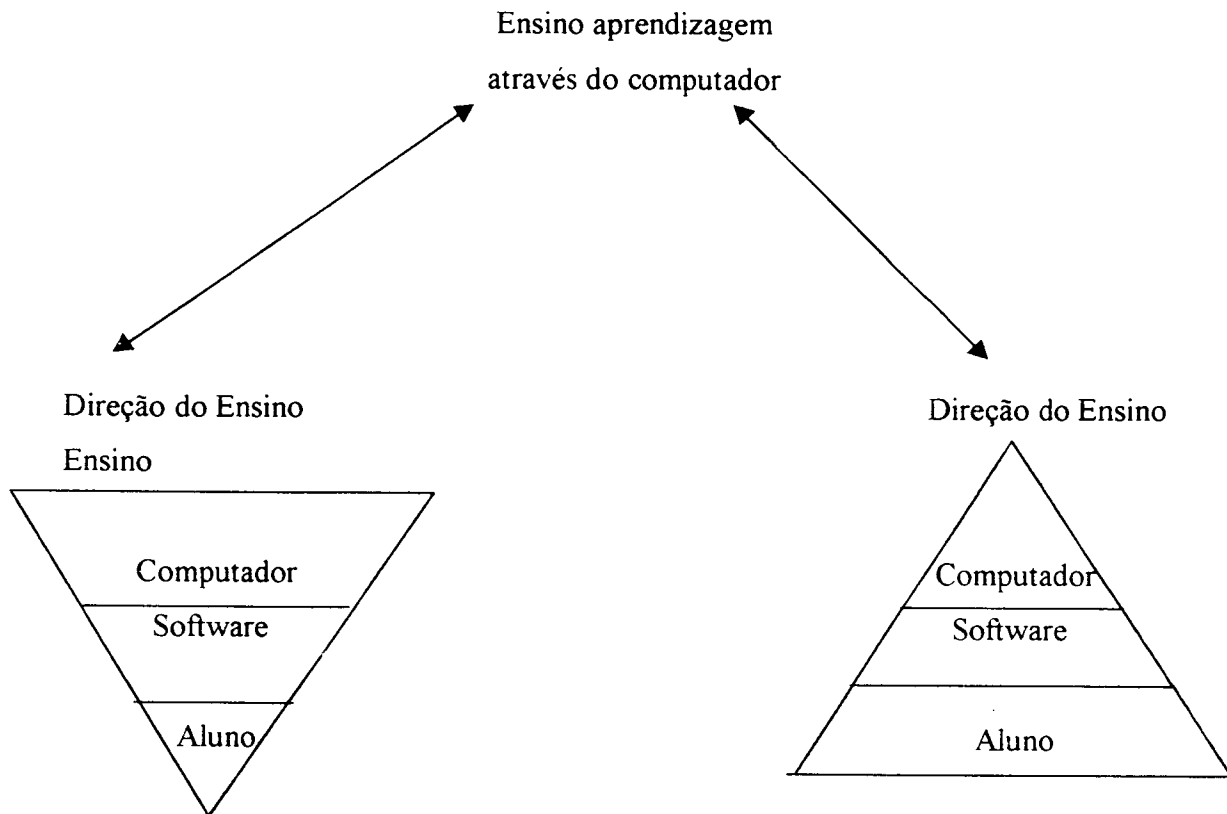 Ensino aprendizagem
através do computador
Direção do Ensino
Ensino
Computador
Software
Aluno
Direção do Ensino
Computador
Software
Aluno